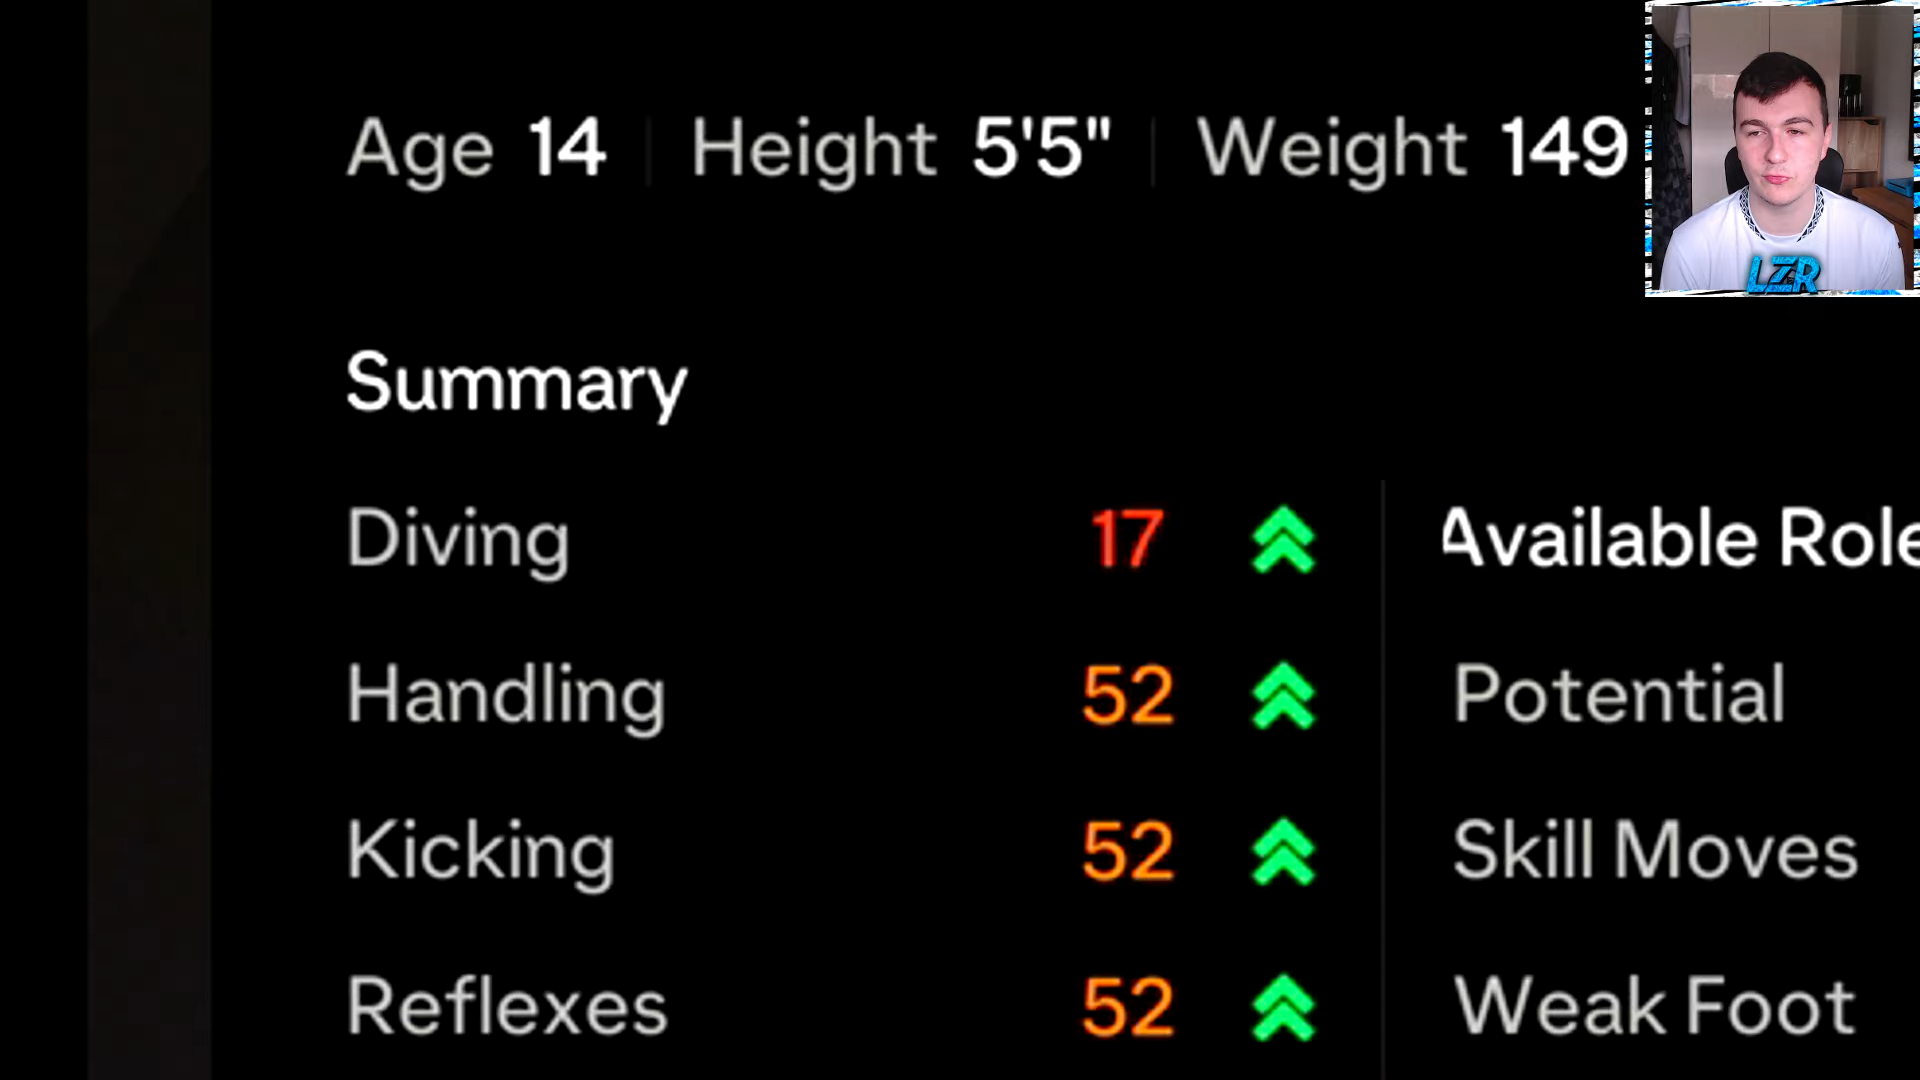 Age 14 Height 5'5" Weight 149
LZR
Summary
Diving 17 Available Role
Handling 52 Potential
Kicking 52 Skill Moves
Reflexes 52 Weak Foot